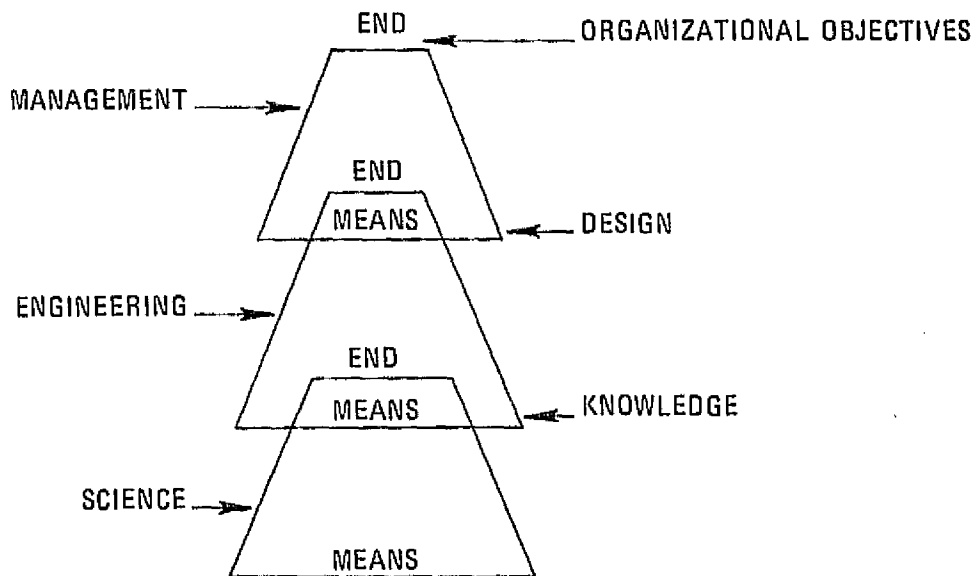 END
ORGANIZATIONAL OBJECTIVES
MANAGEMENT
END
MEANS
DESIGN
ENGINEERING
END
MEANS
KNOWLEDGE
SCIENCE
MEANS